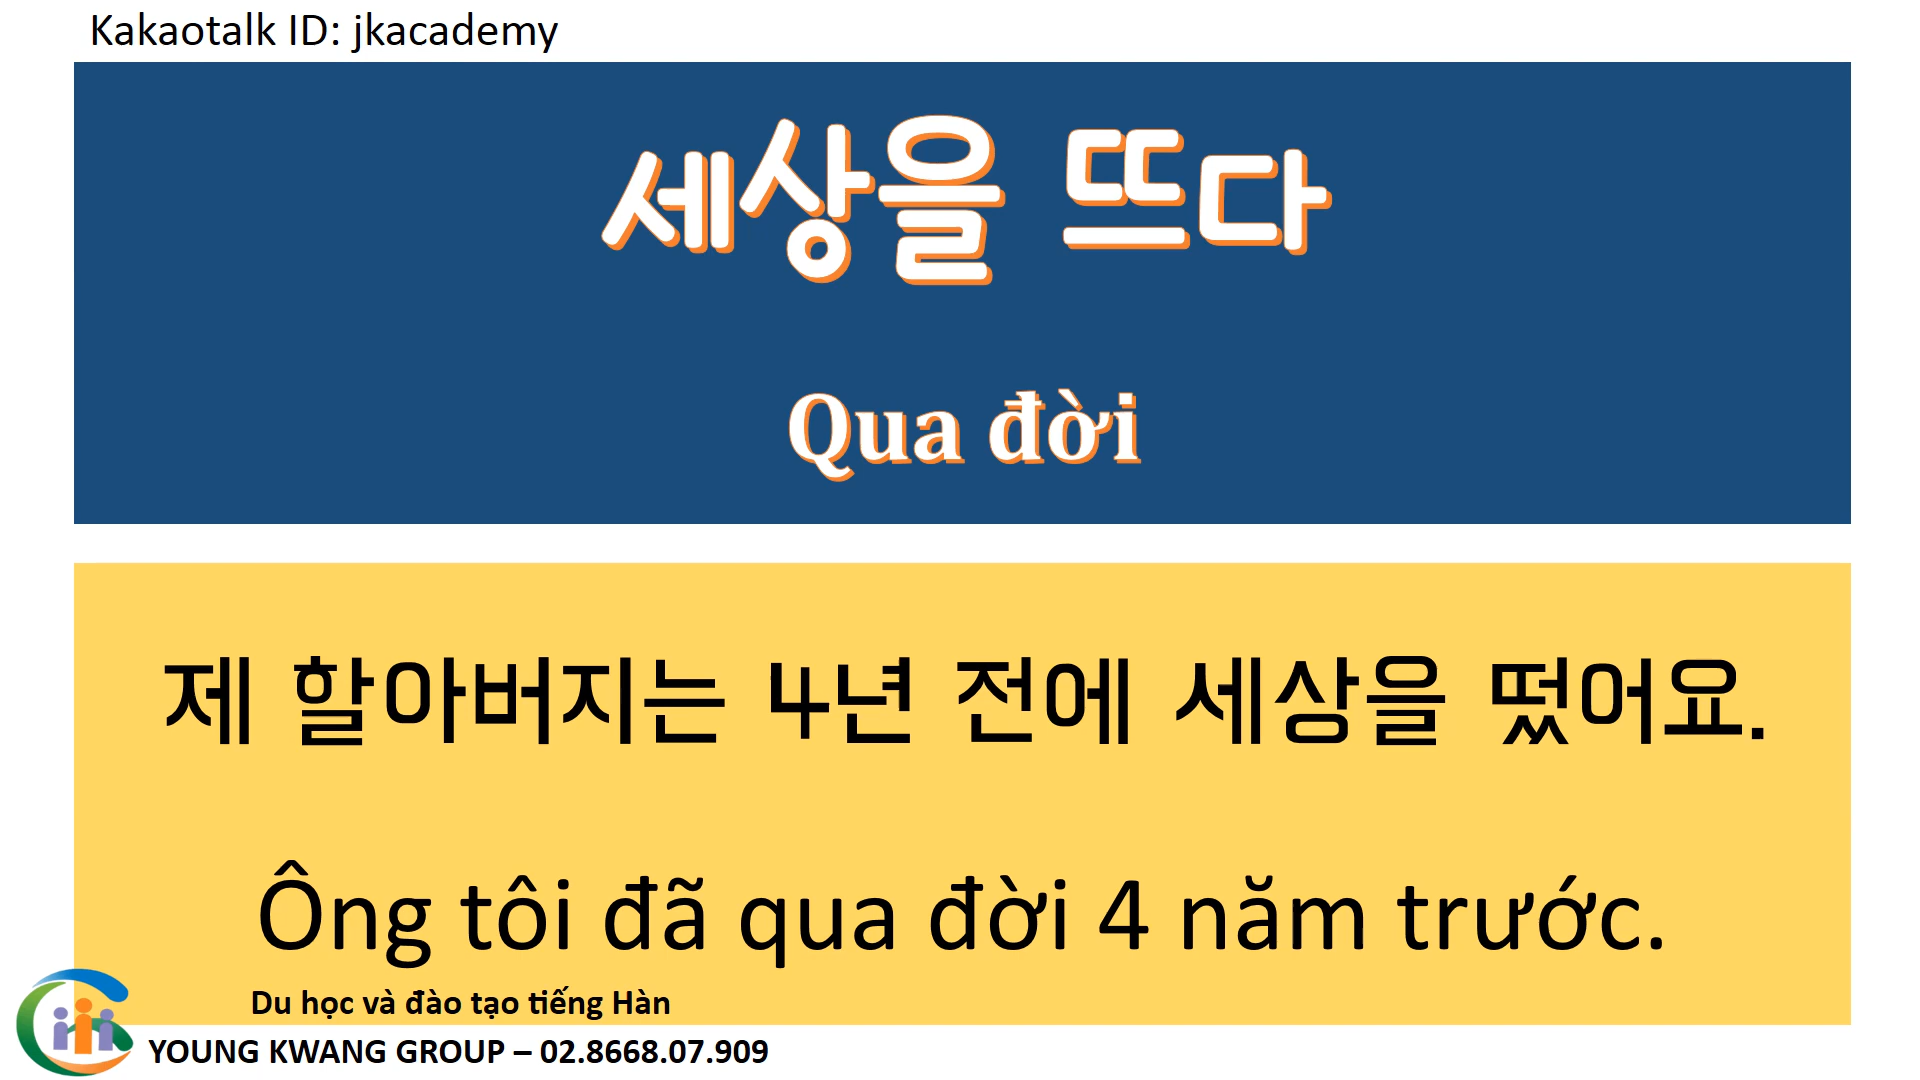 Kakaotalk ID: jkacademy
세상을 뜨다
Qua đời
제 할아버지는 4년 전에 세상을 떴어요.
Ông tôi đã qua đời 4 năm trước.
Du học và đào tạo tiếng Hàn
YOUNG KWANG GROUP – 02.8668.07.909